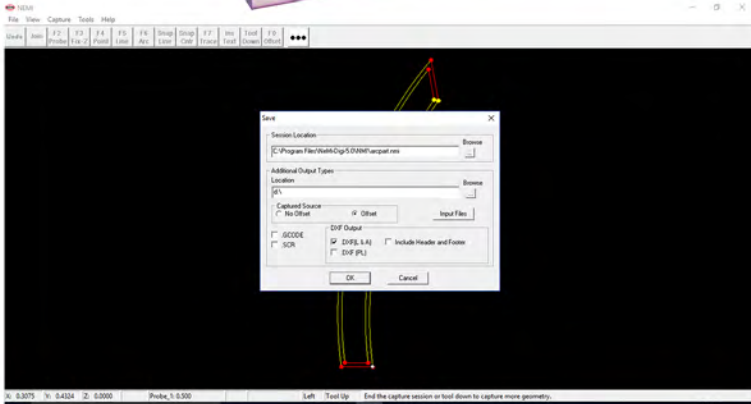 NEMI
File View Capture Tools Help
Undo F2 Probe F3 Fix-Z F4 Point F5 Line F6 Arc Snap Line Snap Cntr F7 Trace Ins Text Tool Down F9 Offset
Save
Session Location
Browse
C:\Program Files\NeMi-Digi-5.0\NMI\arcpart.nmi
...
Additional Output Types
Location
Browse
d:\
...
Captured Source
No Offset Offset
Input Files
.GCODE
.SCR
DXF Output
.DXF(L & A) Include Header and Footer
.DXF (PL)
OK Cancel
X: 0.3075 Y: 0.4324 Z: 0.0000 Probe_1: 0.500 Left Tool Up End the capture session or tool down to capture more geometry.